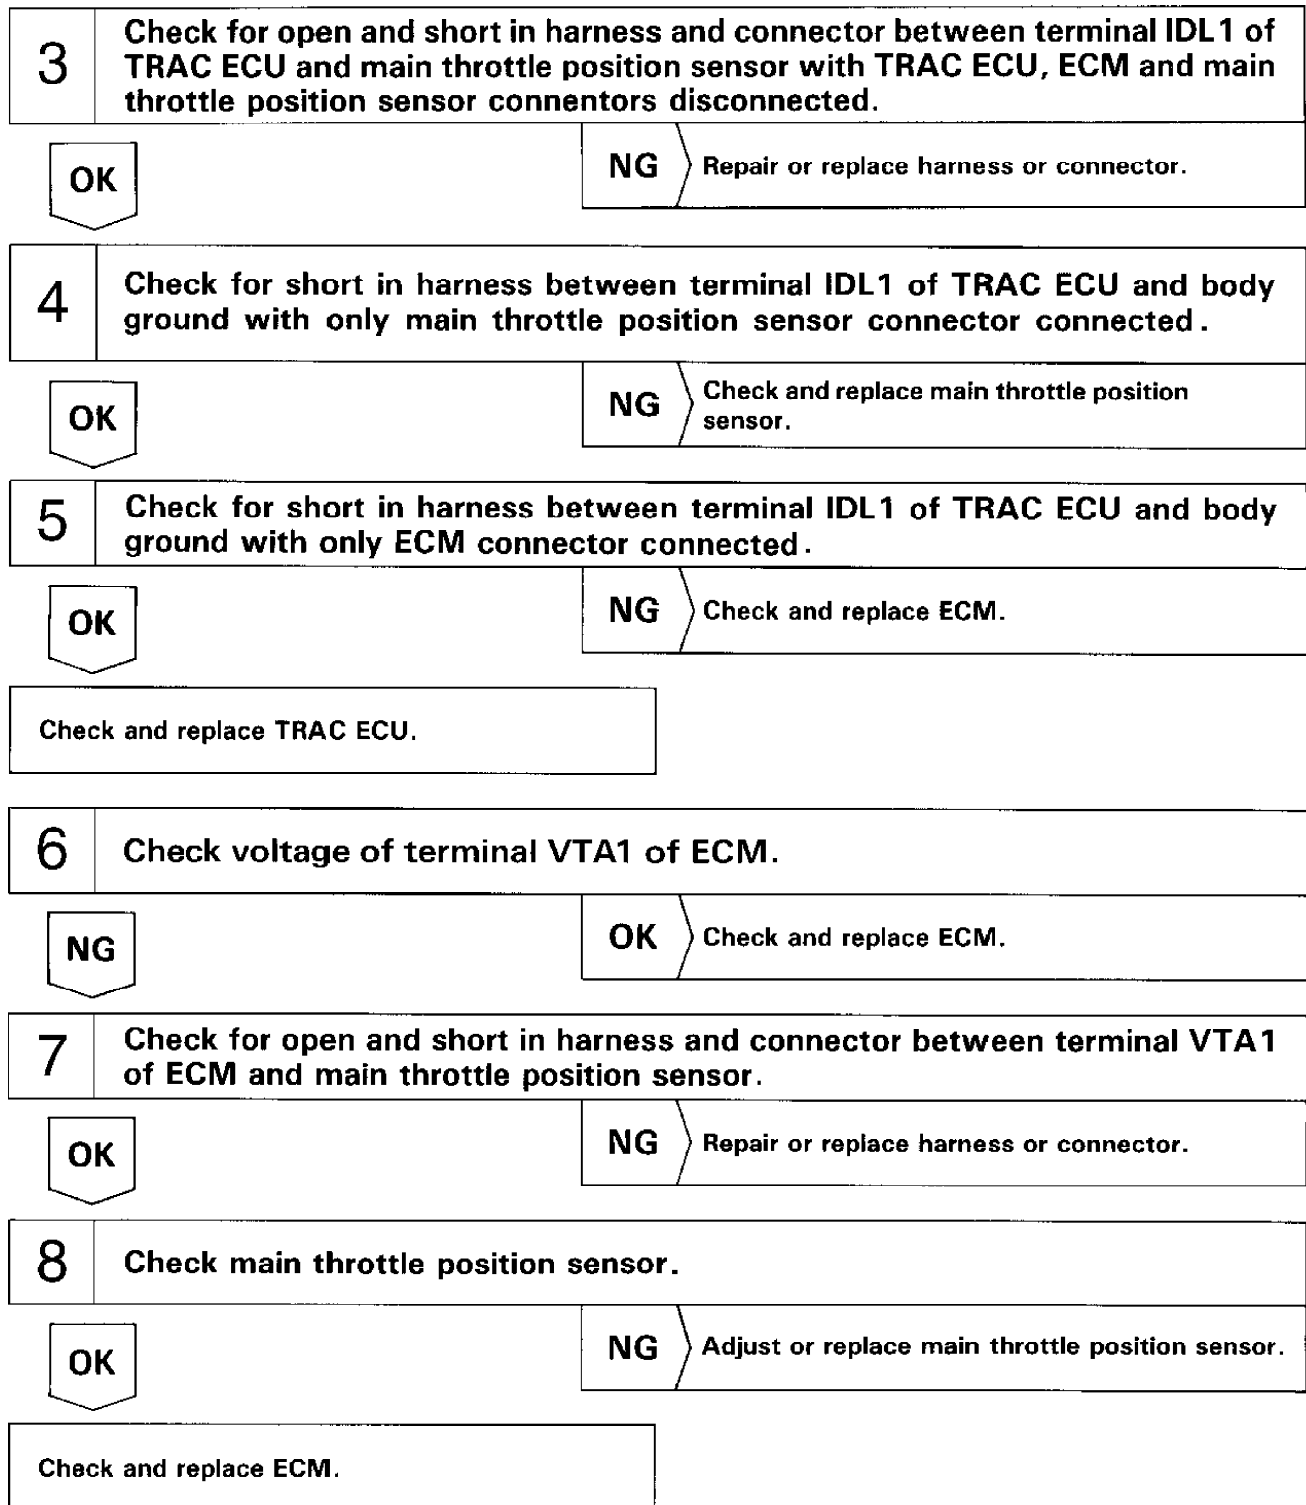 3
Check for open and short in harness and connector between terminal IDL1 of
TRAC ECU and main throttle position sensor with TRAC ECU, ECM and main
throttle position sensor connentors disconnected.
OK
NG
Repair or replace harness or connector.
4
Check for short in harness between terminal IDL1 of TRAC ECU and body
ground with only main throttle position sensor connector connected.
OK
NG
Check and replace main throttle position
sensor.
5
Check for short in harness between terminal IDL1 of TRAC ECU and body
ground with only ECM connector connected.
OK
NG
Check and replace ECM.
Check and replace TRAC ECU.
6
Check voltage of terminal VTA1 of ECM.
NG
OK
Check and replace ECM.
7
Check for open and short in harness and connector between terminal VTA1
of ECM and main throttle position sensor.
OK
NG
Repair or replace harness or connector.
8
Check main throttle position sensor.
OK
NG
Adjust or replace main throttle position sensor.
Check and replace ECM.